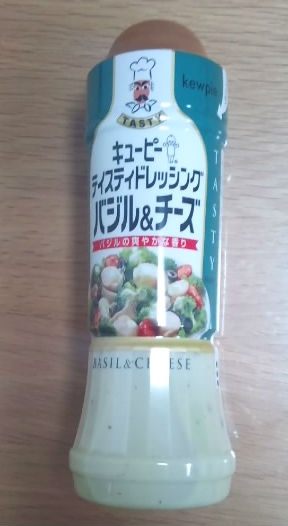 kewpie
TASTY
キューピー
テイスティドレッシング
バジル&チーズ
バジルの爽やかな香り
TASTY
BASIL & CHEESE